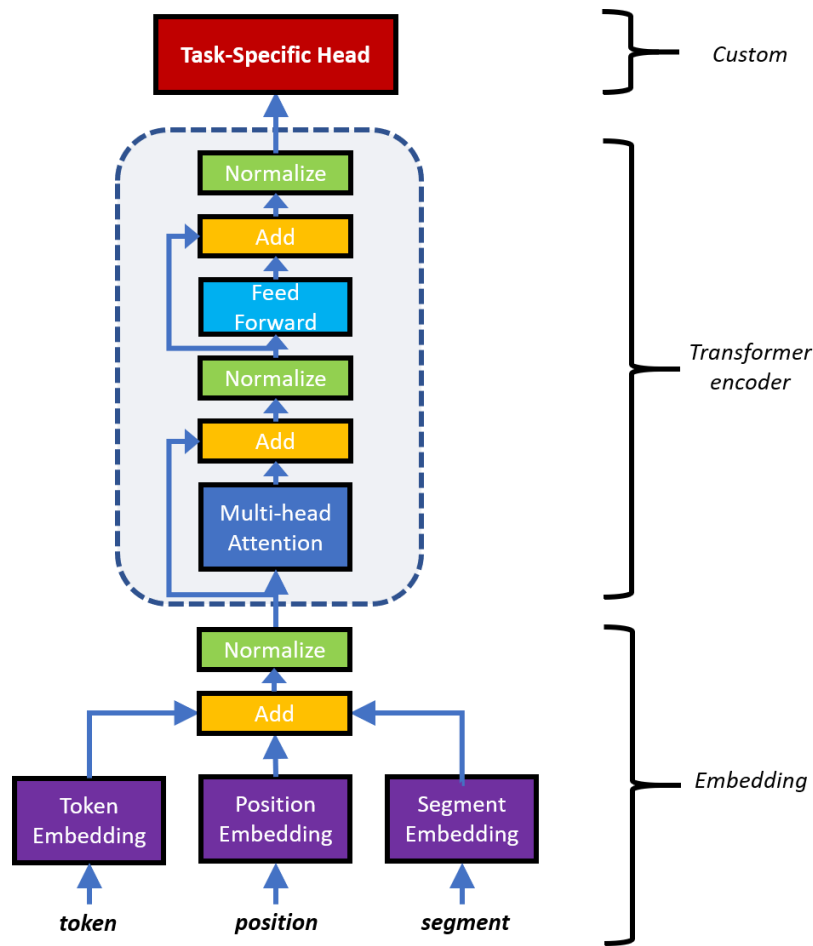 Task-Specific Head
Custom
Normalize
Add
Feed
Forward
Normalize
Transformer
encoder
Add
Multi-head
Attention
Normalize
Add
Token
Embedding
Position
Embedding
Segment
Embedding
Embedding
token
position
segment